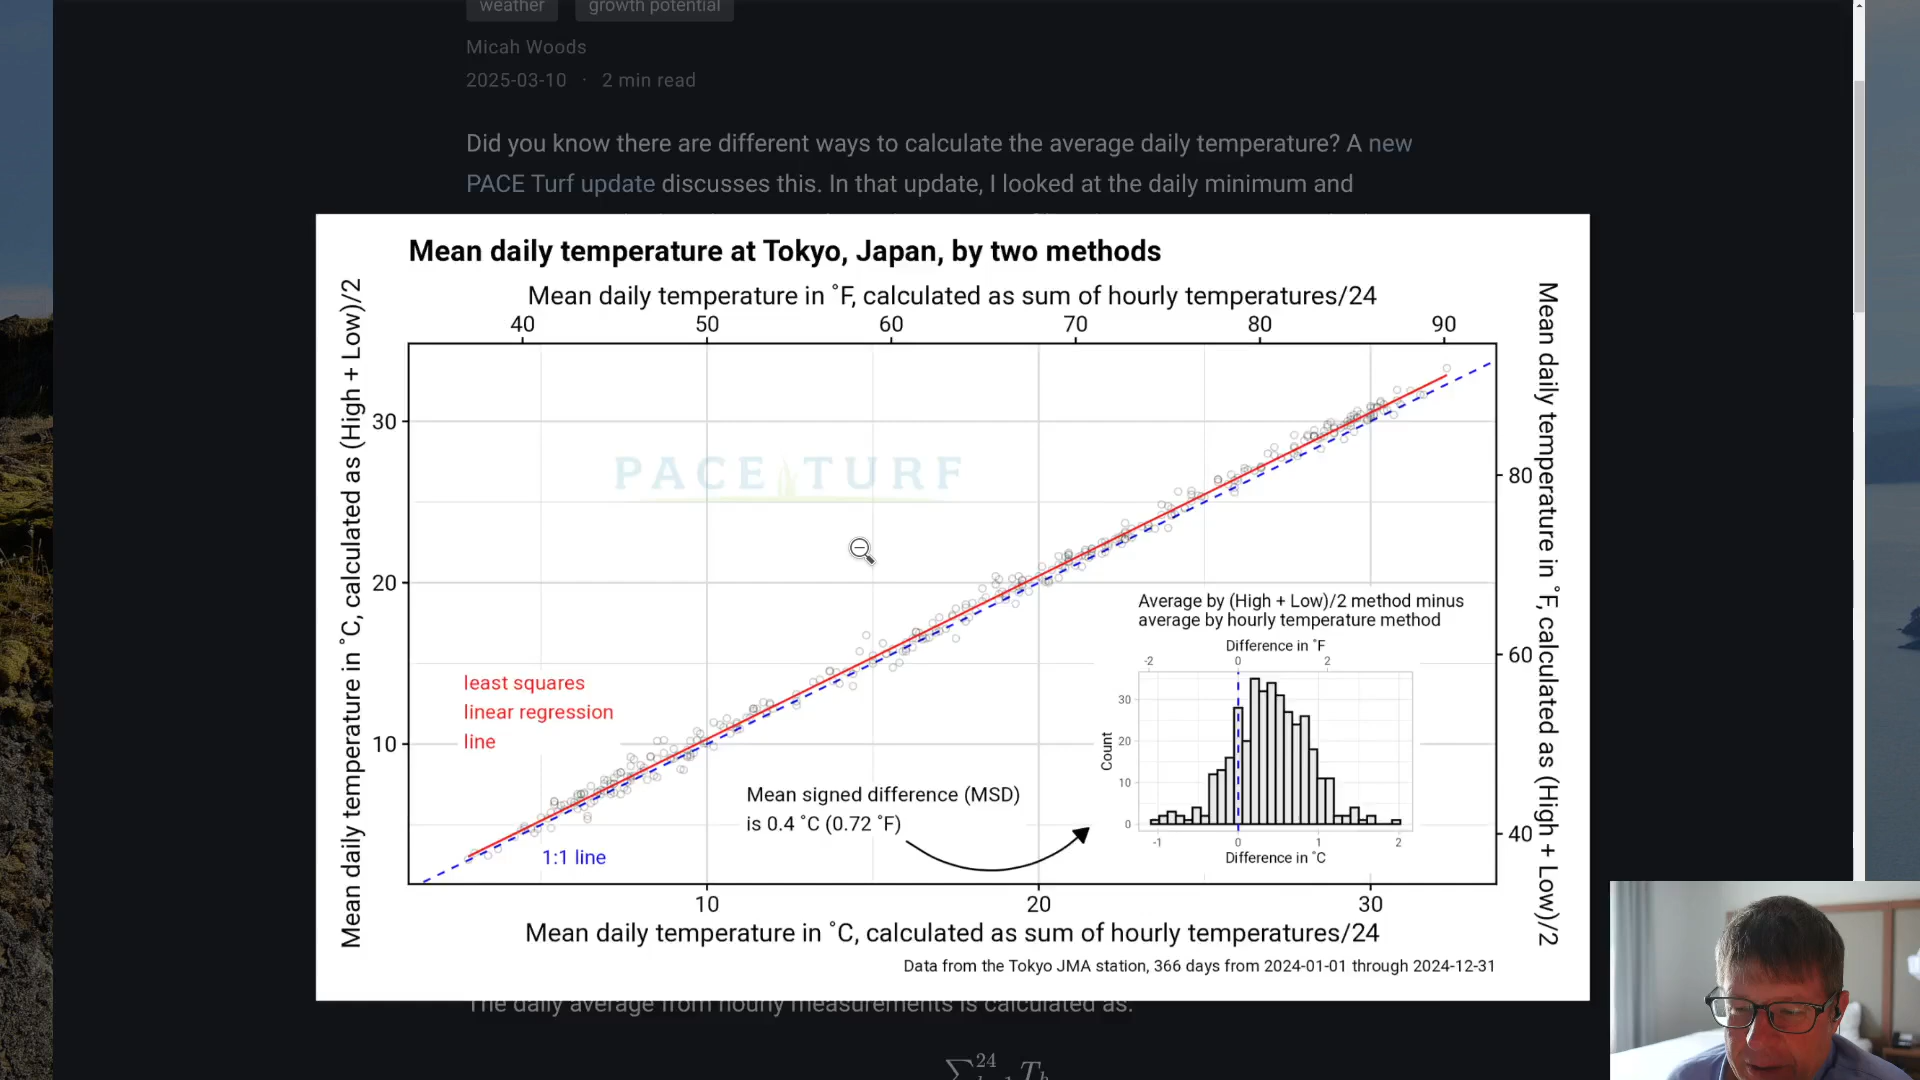 weather growth potential
Micah Woods
2025-03-10 · 2 min read
Did you know there are different ways to calculate the average daily temperature? A new
PACE Turf update discusses this. In that update, I looked at the daily minimum and
Mean daily temperature at Tokyo, Japan, by two methods
Mean daily temperature in ˚F, calculated as sum of hourly temperatures/24
40 50 60 70 80 90
Mean daily temperature in ˚C, calculated as (High + Low)/2
30
20
10
PACE TURF
least squares
linear regression
line
1:1 line
Mean signed difference (MSD)
is 0.4 ˚C (0.72 ˚F)
Average by (High + Low)/2 method minus
average by hourly temperature method
Difference in ˚F
-2 0 2
Count
30
20
10
0
-1 0 1 2
Difference in ˚C
80
60
40
Mean daily temperature in ˚F, calculated as (High + Low)/2
10 20 30
Mean daily temperature in ˚C, calculated as sum of hourly temperatures/24
Data from the Tokyo JMA station, 366 days from 2024-01-01 through 2024-12-31
The daily average from hourly measurements is calculated as: